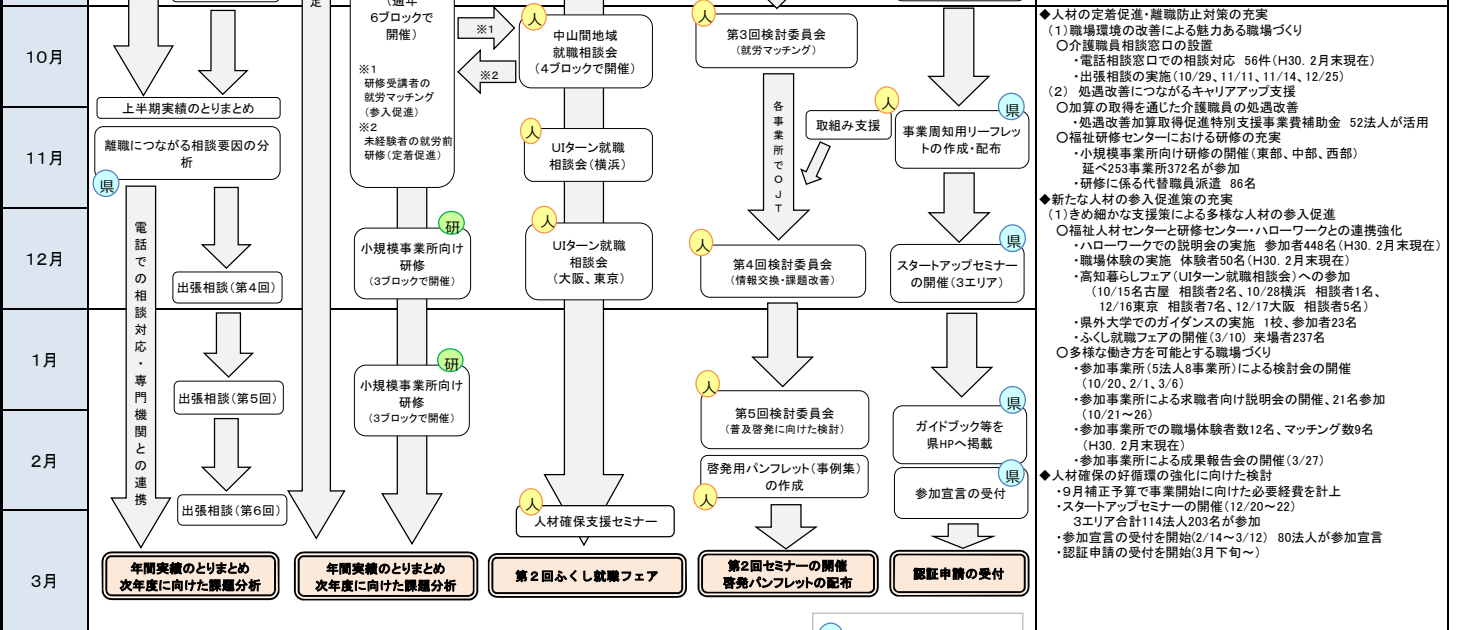 定
(通年
6ブロックで
開催)
※1
研修受講者の
就労マッチング
(参入促進)
※2
未経験者の就労前
研修(定着促進)
※1
※2
10月
11月
12月
1月
2月
3月
上半期実績のとりまとめ
離職につながる相談要因の分
析
県
電話での相談対応・専門機関との連携
出張相談(第4回)
出張相談(第5回)
出張相談(第6回)
年間実績のとりまとめ
次年度に向けた課題分析
研
小規模事業所向け
研修
(3ブロックで開催)
研
小規模事業所向け
研修
(3ブロックで開催)
年間実績のとりまとめ
次年度に向けた課題分析
人
中山間地域
就職相談会
(4ブロックで開催)
人
UIターン就職
相談会(横浜)
人
UIターン就職
相談会
(大阪、東京)
人
人材確保支援セミナー
第2回ふくし就職フェア
人
第3回検討委員会
(就労マッチング)
各事業所でOJT
人
取組み支援
人
第4回検討委員会
(情報交換・課題改善)
人
第5回検討委員会
(普及啓発に向けた検討)
啓発用パンフレット(事例集)
の作成
人
第2回セミナーの開催
啓発パンフレットの配布
県
事業周知用リーフレッ
トの作成・配布
県
スタートアップセミナー
の開催(3エリア)
県
ガイドブック等を
県HPへ掲載
県
参加宣言の受付
認証申請の受付
◆人材の定着促進・離職防止対策の充実
(1)職場環境の改善による魅力ある職場づくり
○介護職員相談窓口の設置
・電話相談窓口での相談対応 56件(H30.2月末現在)
・出張相談の実施(10/29、11/11、11/14、12/25)
(2) 処遇改善につながるキャリアアップ支援
○加算の取得を通じた介護職員の処遇改善
・処遇改善加算取得促進特別支援事業費補助金 52法人が活用
○福祉研修センターにおける研修の充実
・小規模事業所向け研修の開催(東部、中部、西部)
延べ253事業所372名が参加
・研修に係る代替職員派遣 86名
◆新たな人材の参入促進策の充実
(1)きめ細かな支援策による多様な人材の参入促進
○福祉人材センターと研修センター・ハローワークとの連携強化
・ハローワークでの説明会の実施 参加者448名(H30.2月末現在)
・職場体験の実施 体験者50名(H30.2月末現在)
・高知暮らしフェア(UIターン就職相談会)への参加
(10/15名古屋 相談者2名、10/28横浜 相談者1名、
12/16東京 相談者7名、12/17大阪 相談者5名)
・県外大学でのガイダンスの実施 1校、参加者23名
・ふくし就職フェアの開催(3/10) 来場者237名
○多様な働き方を可能とする職場づくり
・参加事業所(5法人8事業所)による検討会の開催
(10/20、2/1、3/6)
・参加事業所による求職者向け説明会の開催、21名参加
(10/21～26)
・参加事業所での職場体験者数12名、マッチング数9名
(H30.2月末現在)
・参加事業所による成果報告会の開催(3/27)
◆人材確保の好循環の強化に向けた検討
・9月補正予算で事業開始に向けた必要経費を計上
・スタートアップセミナーの開催(12/20～22)
3エリア合計114法人203名が参加
・参加宣言の受付を開始(2/14～3/12) 80法人が参加宣言
・認証申請の受付を開始(3月下旬～)